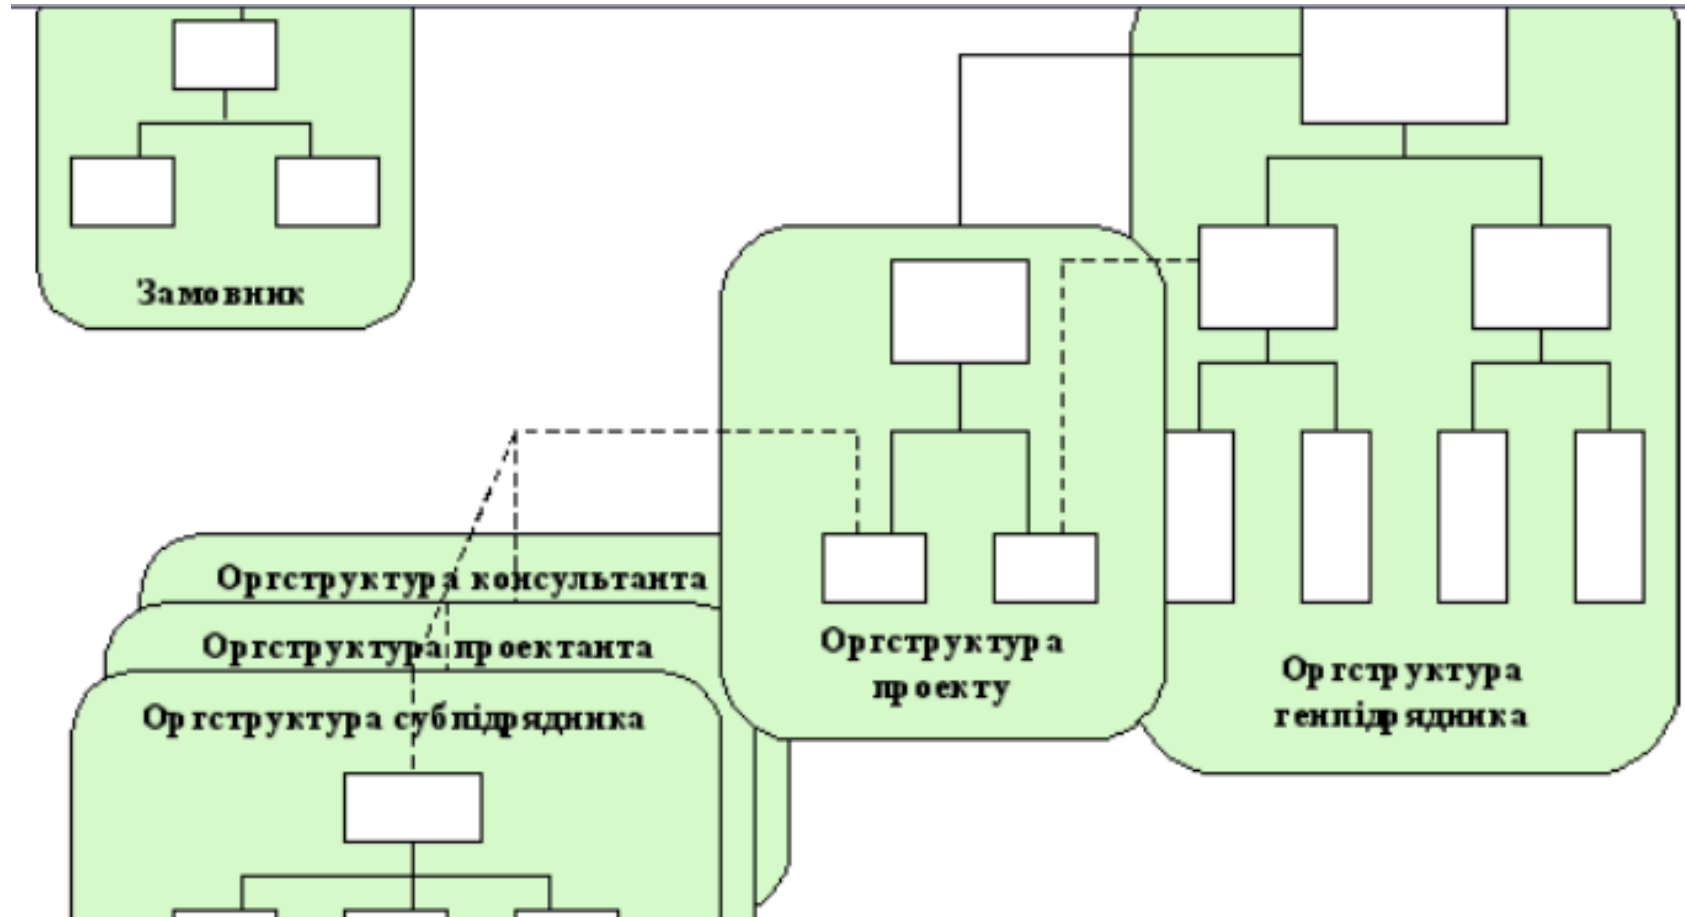 Замовник
Оргструктура консультанта
Оргструктура проектанта
Оргструктура субпідрядника
Оргструктура
проекту
Оргструктура
генпідрядника